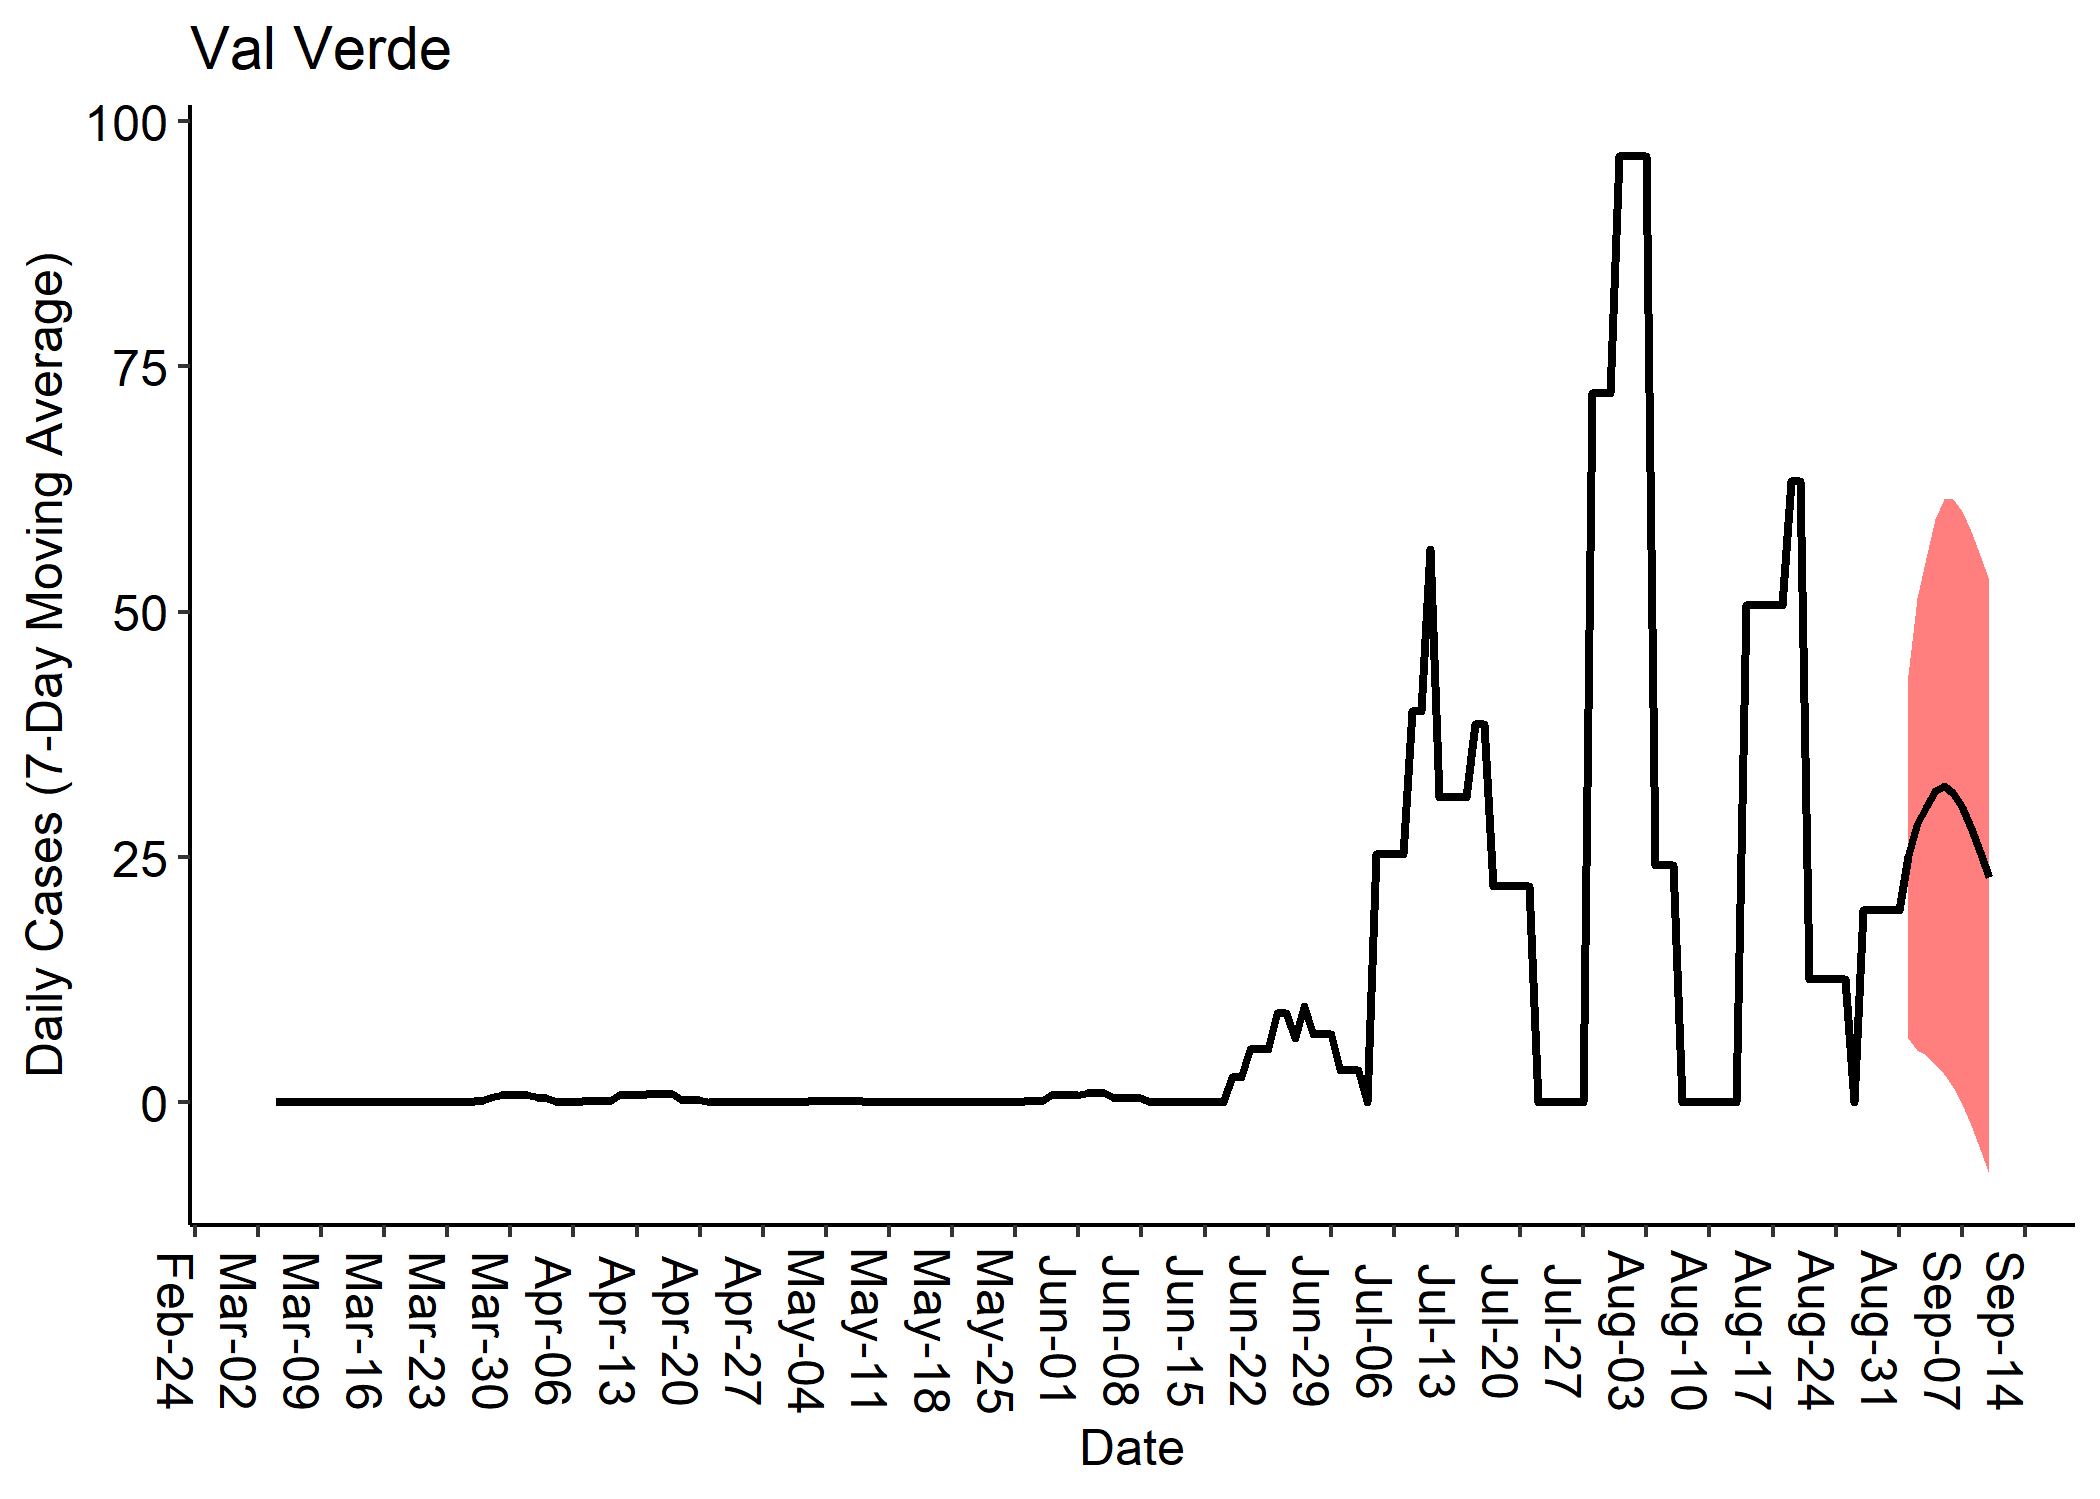 Val Verde
Daily Cases (7-Day Moving Average)
100
75
50
25
0
Feb-24
Mar-02
Mar-09
Mar-16
Mar-23
Mar-30
Apr-06
Apr-13
Apr-20
Apr-27
May-04
May-11
May-18
May-25
Jun-01
Jun-08
Jun-15
Jun-22
Jun-29
Jul-06
Jul-13
Jul-20
Jul-27
Aug-03
Aug-10
Aug-17
Aug-24
Aug-31
Sep-07
Sep-14
Date